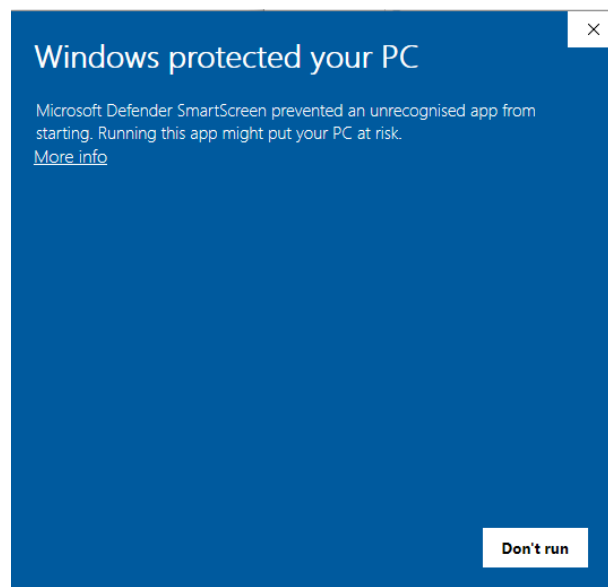 Windows protected your PC
Microsoft Defender SmartScreen prevented an unrecognised app from
starting. Running this app might put your PC at risk.
More info
Don't run